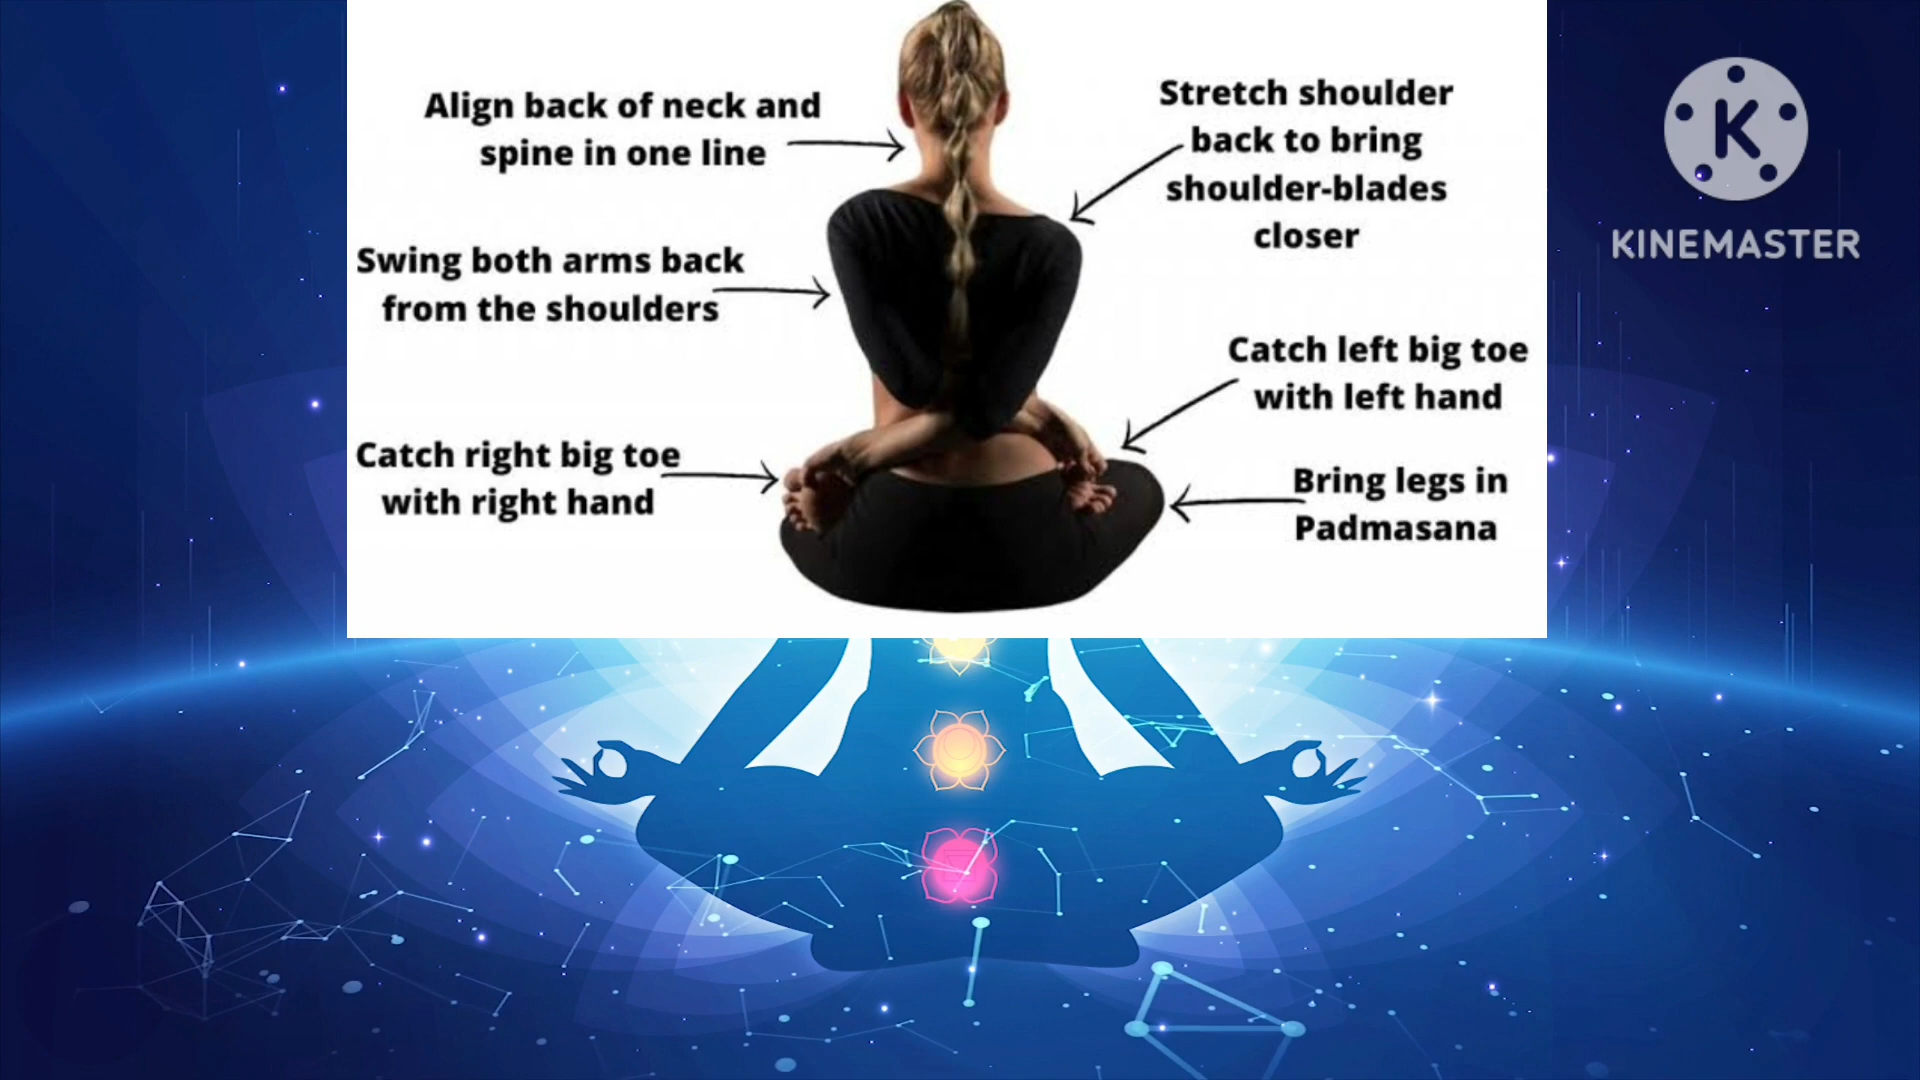 Align back of neck and
spine in one line
Stretch shoulder
back to bring
shoulder-blades
closer
Swing both arms back
from the shoulders
Catch left big toe
with left hand
Catch right big toe
with right hand
Bring legs in
Padmasana
K
KINEMASTER